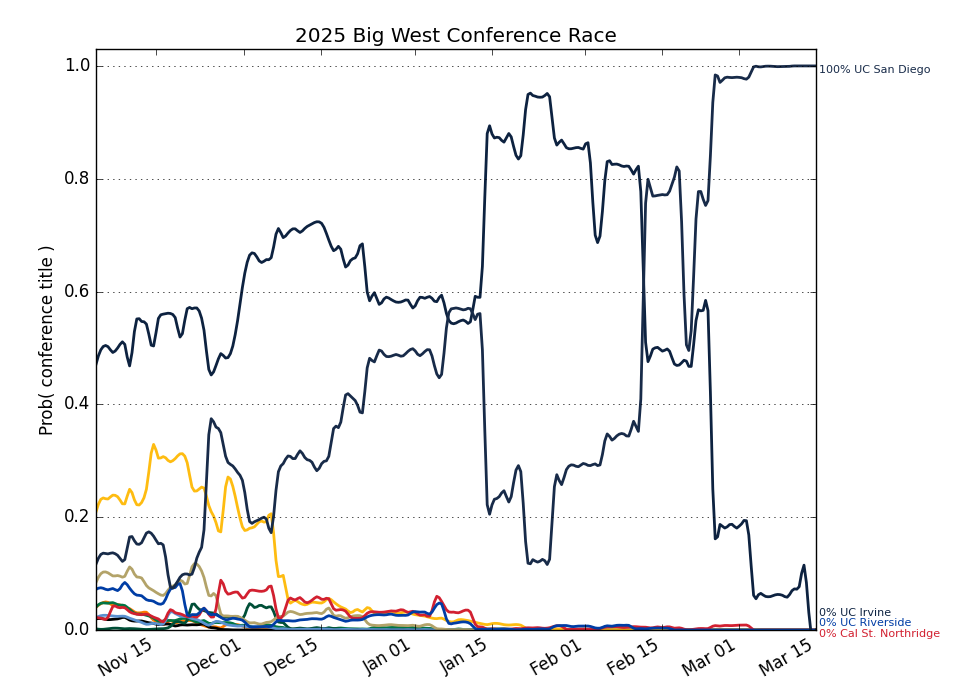 2025 Big West Conference Race
Prob( conference title )
1.0
0.8
0.6
0.4
0.2
0.0
Nov 15
Dec 01
Dec 15
Jan 01
Jan 15
Feb 01
Feb 15
Mar 01
Mar 15
100% UC San Diego
0% UC Irvine
0% UC Riverside
0% Cal St. Northridge